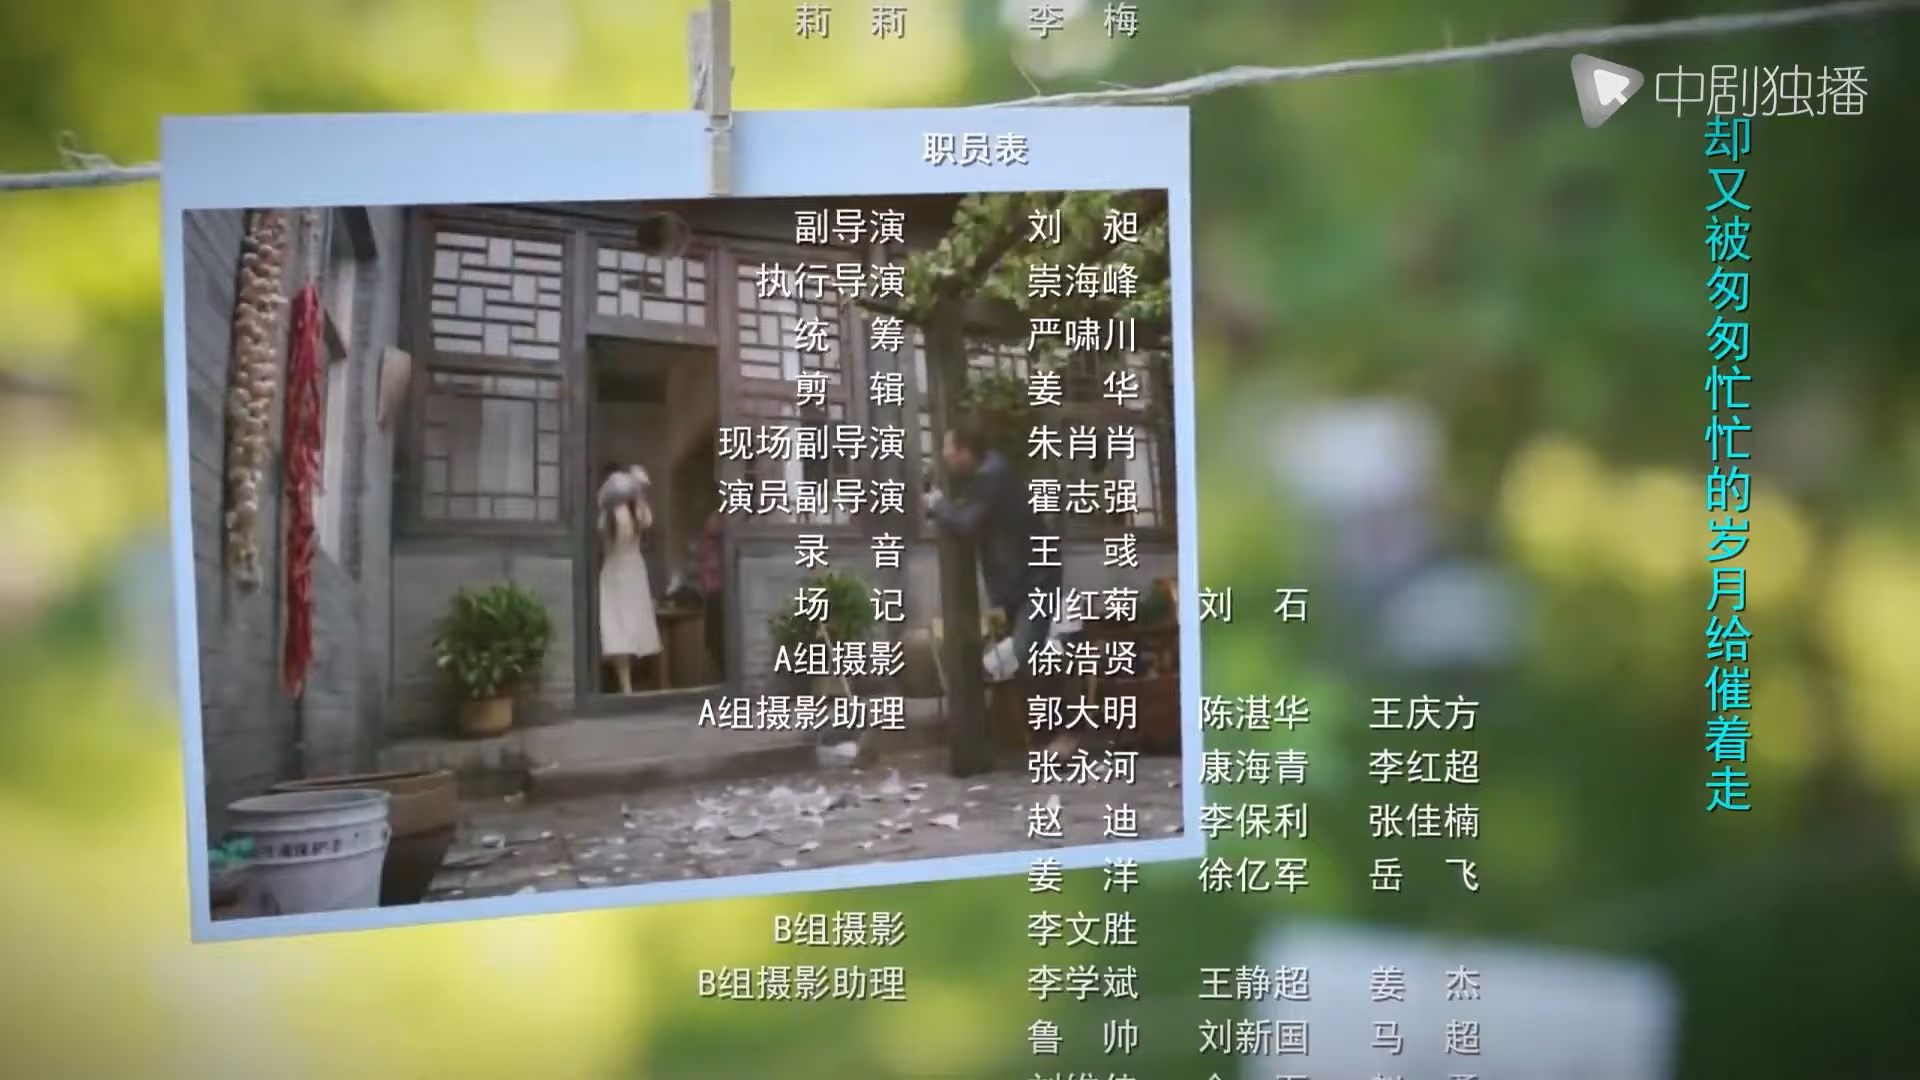 莉 莉 李 梅
中剧独播
职员表
副导演 刘 昶
执行导演 崇海峰
统 筹 严啸川
剪 辑 姜 华
现场副导演 朱肖肖
演员副导演 霍志强
录 音 王 彧
场 记 刘红菊 刘 石
A组摄影 徐浩贤
A组摄影助理 郭大明 陈湛华 王庆方
张永河 康海青 李红超
赵 迪 李保利 张佳楠
姜 洋 徐亿军 岳 飞
B组摄影 李文胜
B组摄影助理 李学斌 王静超 姜 杰
鲁 帅 刘新国 马 超
却又被匆匆忙忙的岁月给催着走